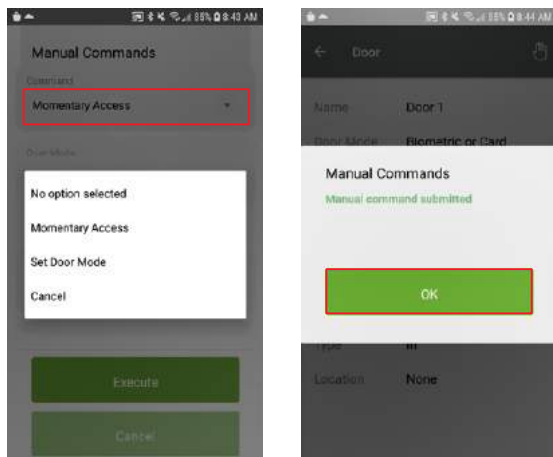 85% 8:43 AM
Manual Commands
Command
Momentary Access
Door Mode
No option selected
Momentary Access
Set Door Mode
Cancel
Execute
Cancel
85% 8:44 AM
Door
Name Door 1
Door Mode Biometric or Card
Manual Commands
Manual command submitted
OK
Type In
Location None